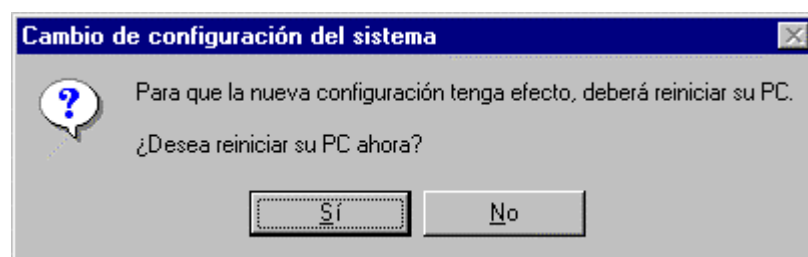 Cambio de configuración del sistema
Para que la nueva configuración tenga efecto, deberá reiniciar su PC.
¿Desea reiniciar su PC ahora?
Sí No